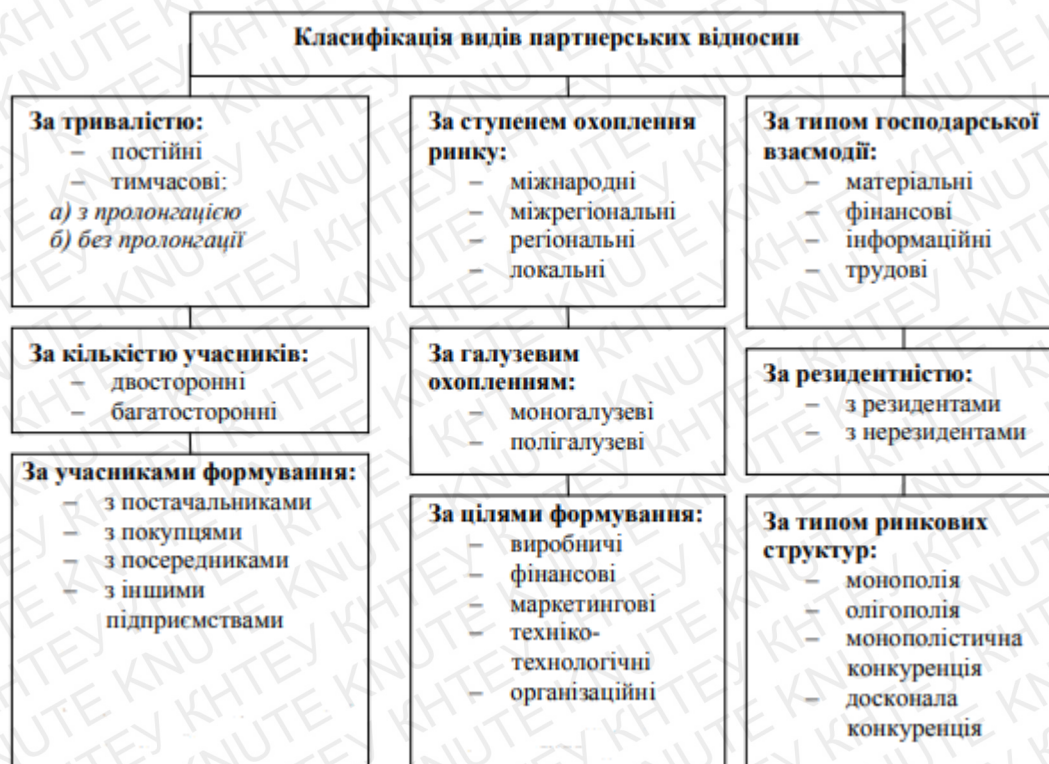 Класифікація видів партнерських відносин
За тривалістю:
– постійні
– тимчасові:
а) з пролонгацією
б) без пролонгації
За кількістю учасників:
– двосторонні
– багатосторонні
За учасниками формування:
– з постачальниками
– з покупцями
– з посередниками
– з іншими
підприємствами
За ступенем охоплення
ринку:
– міжнародні
– міжрегіональні
– регіональні
– локальні
За галузевим
охопленням:
– моногалузеві
– полігалузеві
За цілями формування:
– виробничі
– фінансові
– маркетингові
– техніко-
технологічні
– організаційні
За типом господарської
взаємодії:
– матеріальні
– фінансові
– інформаційні
– трудові
За резидентністю:
– з резидентами
– з нерезидентами
За типом ринкових
структур:
– монополія
– олігополія
– монополістична
конкуренція
– досконала
конкуренція
КНТЕУ KNUTE